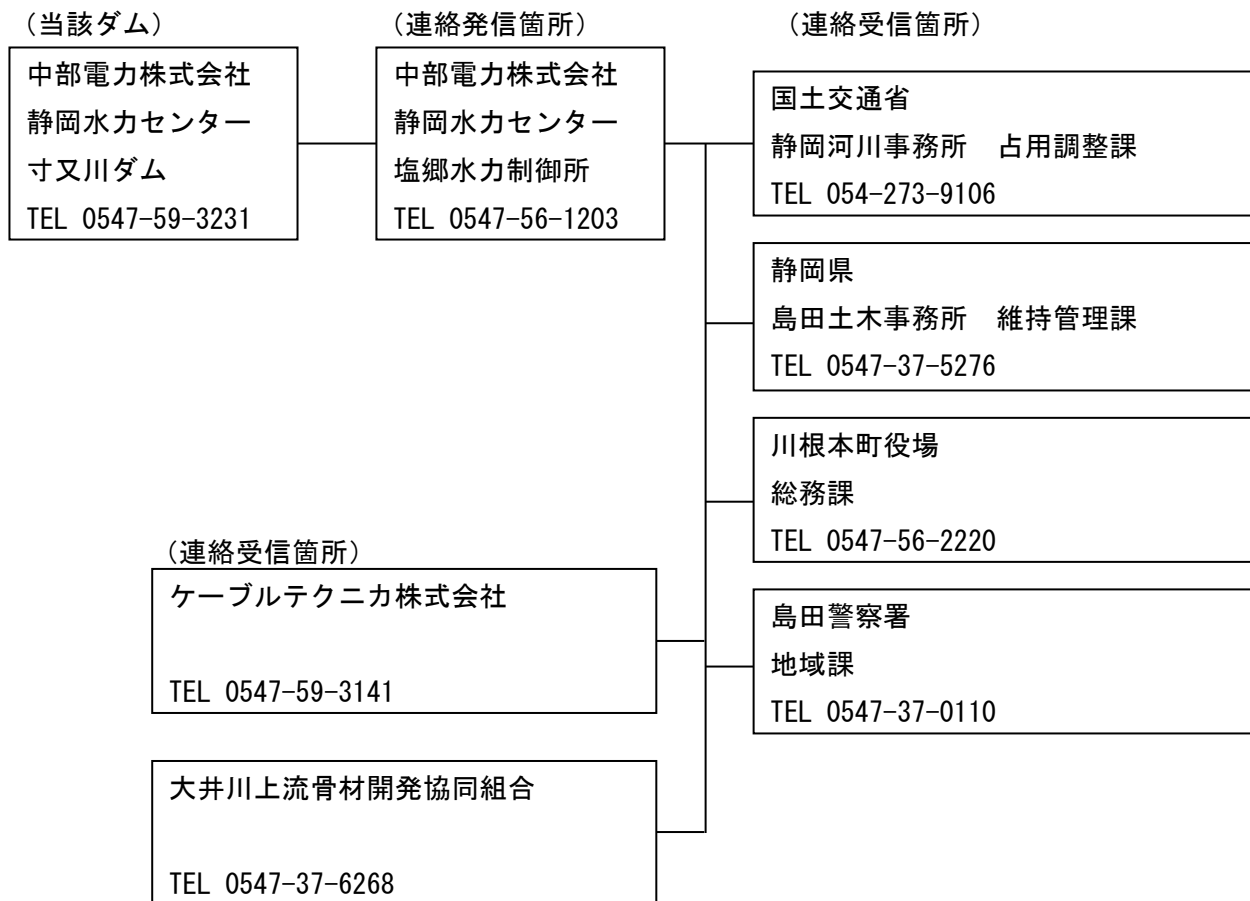 （当該ダム）
中部電力株式会社
静岡水力センター
寸又川ダム
TEL 0547-59-3231
（連絡発信箇所）
中部電力株式会社
静岡水力センター
塩郷水力制御所
TEL 0547-56-1203
（連絡受信箇所）
国土交通省
静岡河川事務所　占用調整課
TEL 054-273-9106
静岡県
島田土木事務所　維持管理課
TEL 0547-37-5276
川根本町役場
総務課
TEL 0547-56-2220
島田警察署
地域課
TEL 0547-37-0110
（連絡受信箇所）
ケーブルテクニカ株式会社
TEL 0547-59-3141
大井川上流骨材開発協同組合
TEL 0547-37-6268